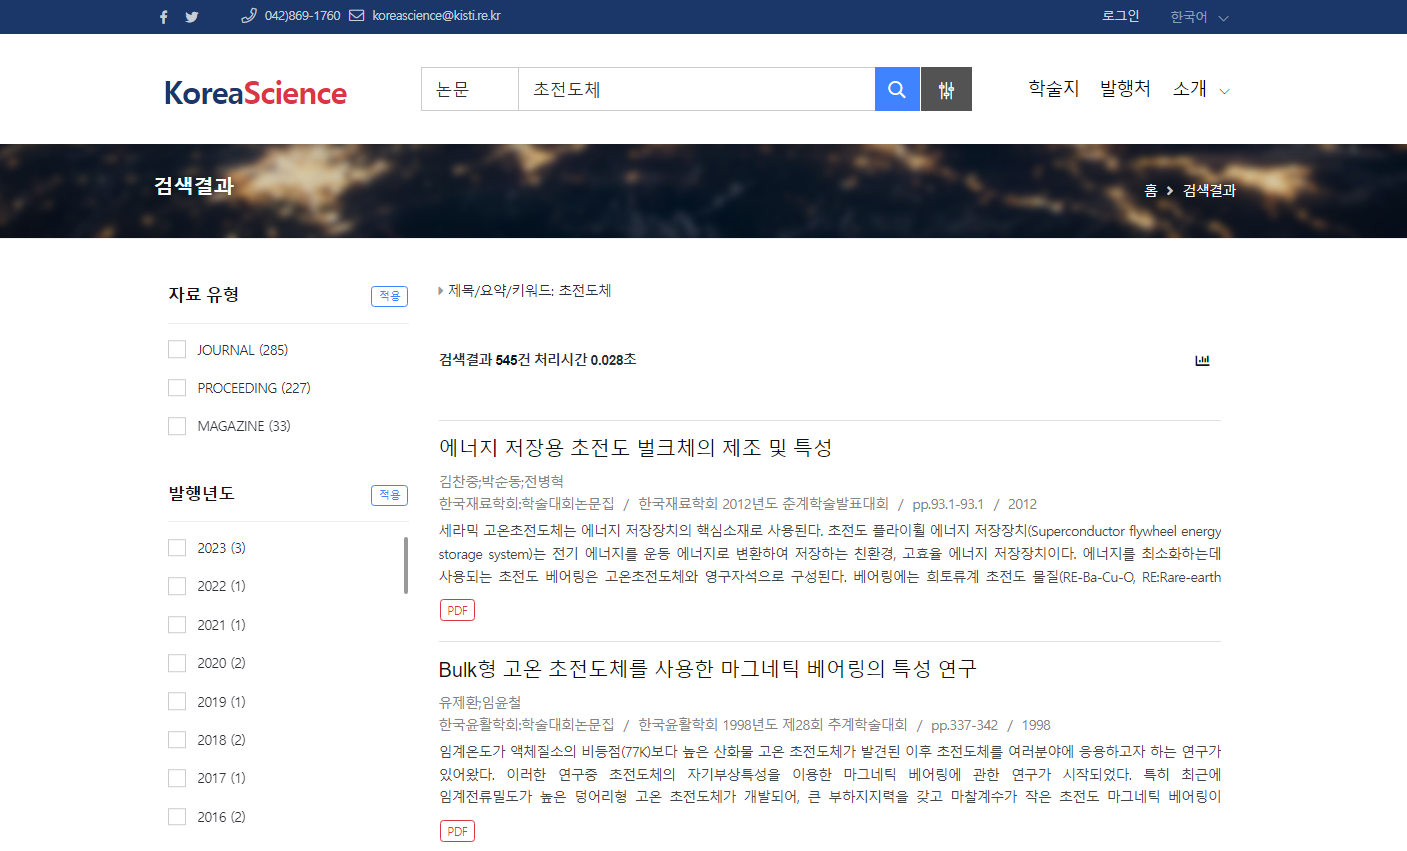 042)869-1760 koreascience@kisti.re.kr 로그인 한국어
KoreaScience 논문 초전도체 학술지 발행처 소개
검색결과 홈 검색결과
자료 유형 적용
JOURNAL (285)
PROCEEDING (227)
MAGAZINE (33)
발행년도 적용
2023 (3)
2022 (1)
2021 (1)
2020 (2)
2019 (1)
2018 (2)
2017 (1)
2016 (2)
제목/요약/키워드: 초전도체
검색결과 545건 처리시간 0.028초
에너지 저장용 초전도 벌크체의 제조 및 특성
김찬중;박순동;전병혁
한국재료학회:학술대회논문집 / 한국재료학회 2012년도 춘계학술발표대회 / pp.93.1-93.1 / 2012
세라믹 고온초전도체는 에너지 저장장치의 핵심소재로 사용된다. 초전도 플라이휠 에너지 저장장치(Superconductor flywheel energy
storage system)는 전기 에너지를 운동 에너지로 변환하여 저장하는 친환경, 고효율 에너지 저장장치이다. 에너지를 최소화하는데
사용되는 초전도 베어링은 고온초전도체와 영구자석으로 구성된다. 베어링에는 희토류계 초전도 물질(RE-Ba-Cu-O, RE:Rare-earth
PDF
Bulk형 고온 초전도체를 사용한 마그네틱 베어링의 특성 연구
유제환;임윤철
한국윤활학회:학술대회논문집 / 한국윤활학회 1998년도 제28회 추계학술대회 / pp.337-342 / 1998
임계온도가 액체질소의 비등점(77K)보다 높은 산화물 고온 초전도체가 발견된 이후 초전도체를 여러분야에 응용하고자 하는 연구가
있어왔다. 이러한 연구중 초전도체의 자기부상특성을 이용한 마그네틱 베어링에 관한 연구가 시작되었다. 특히 최근에
임계전류밀도가 높은 덩어리형 고온 초전도체가 개발되어, 큰 부하지지력을 갖고 마찰계수가 작은 초전도 마그네틱 베어링이
PDF